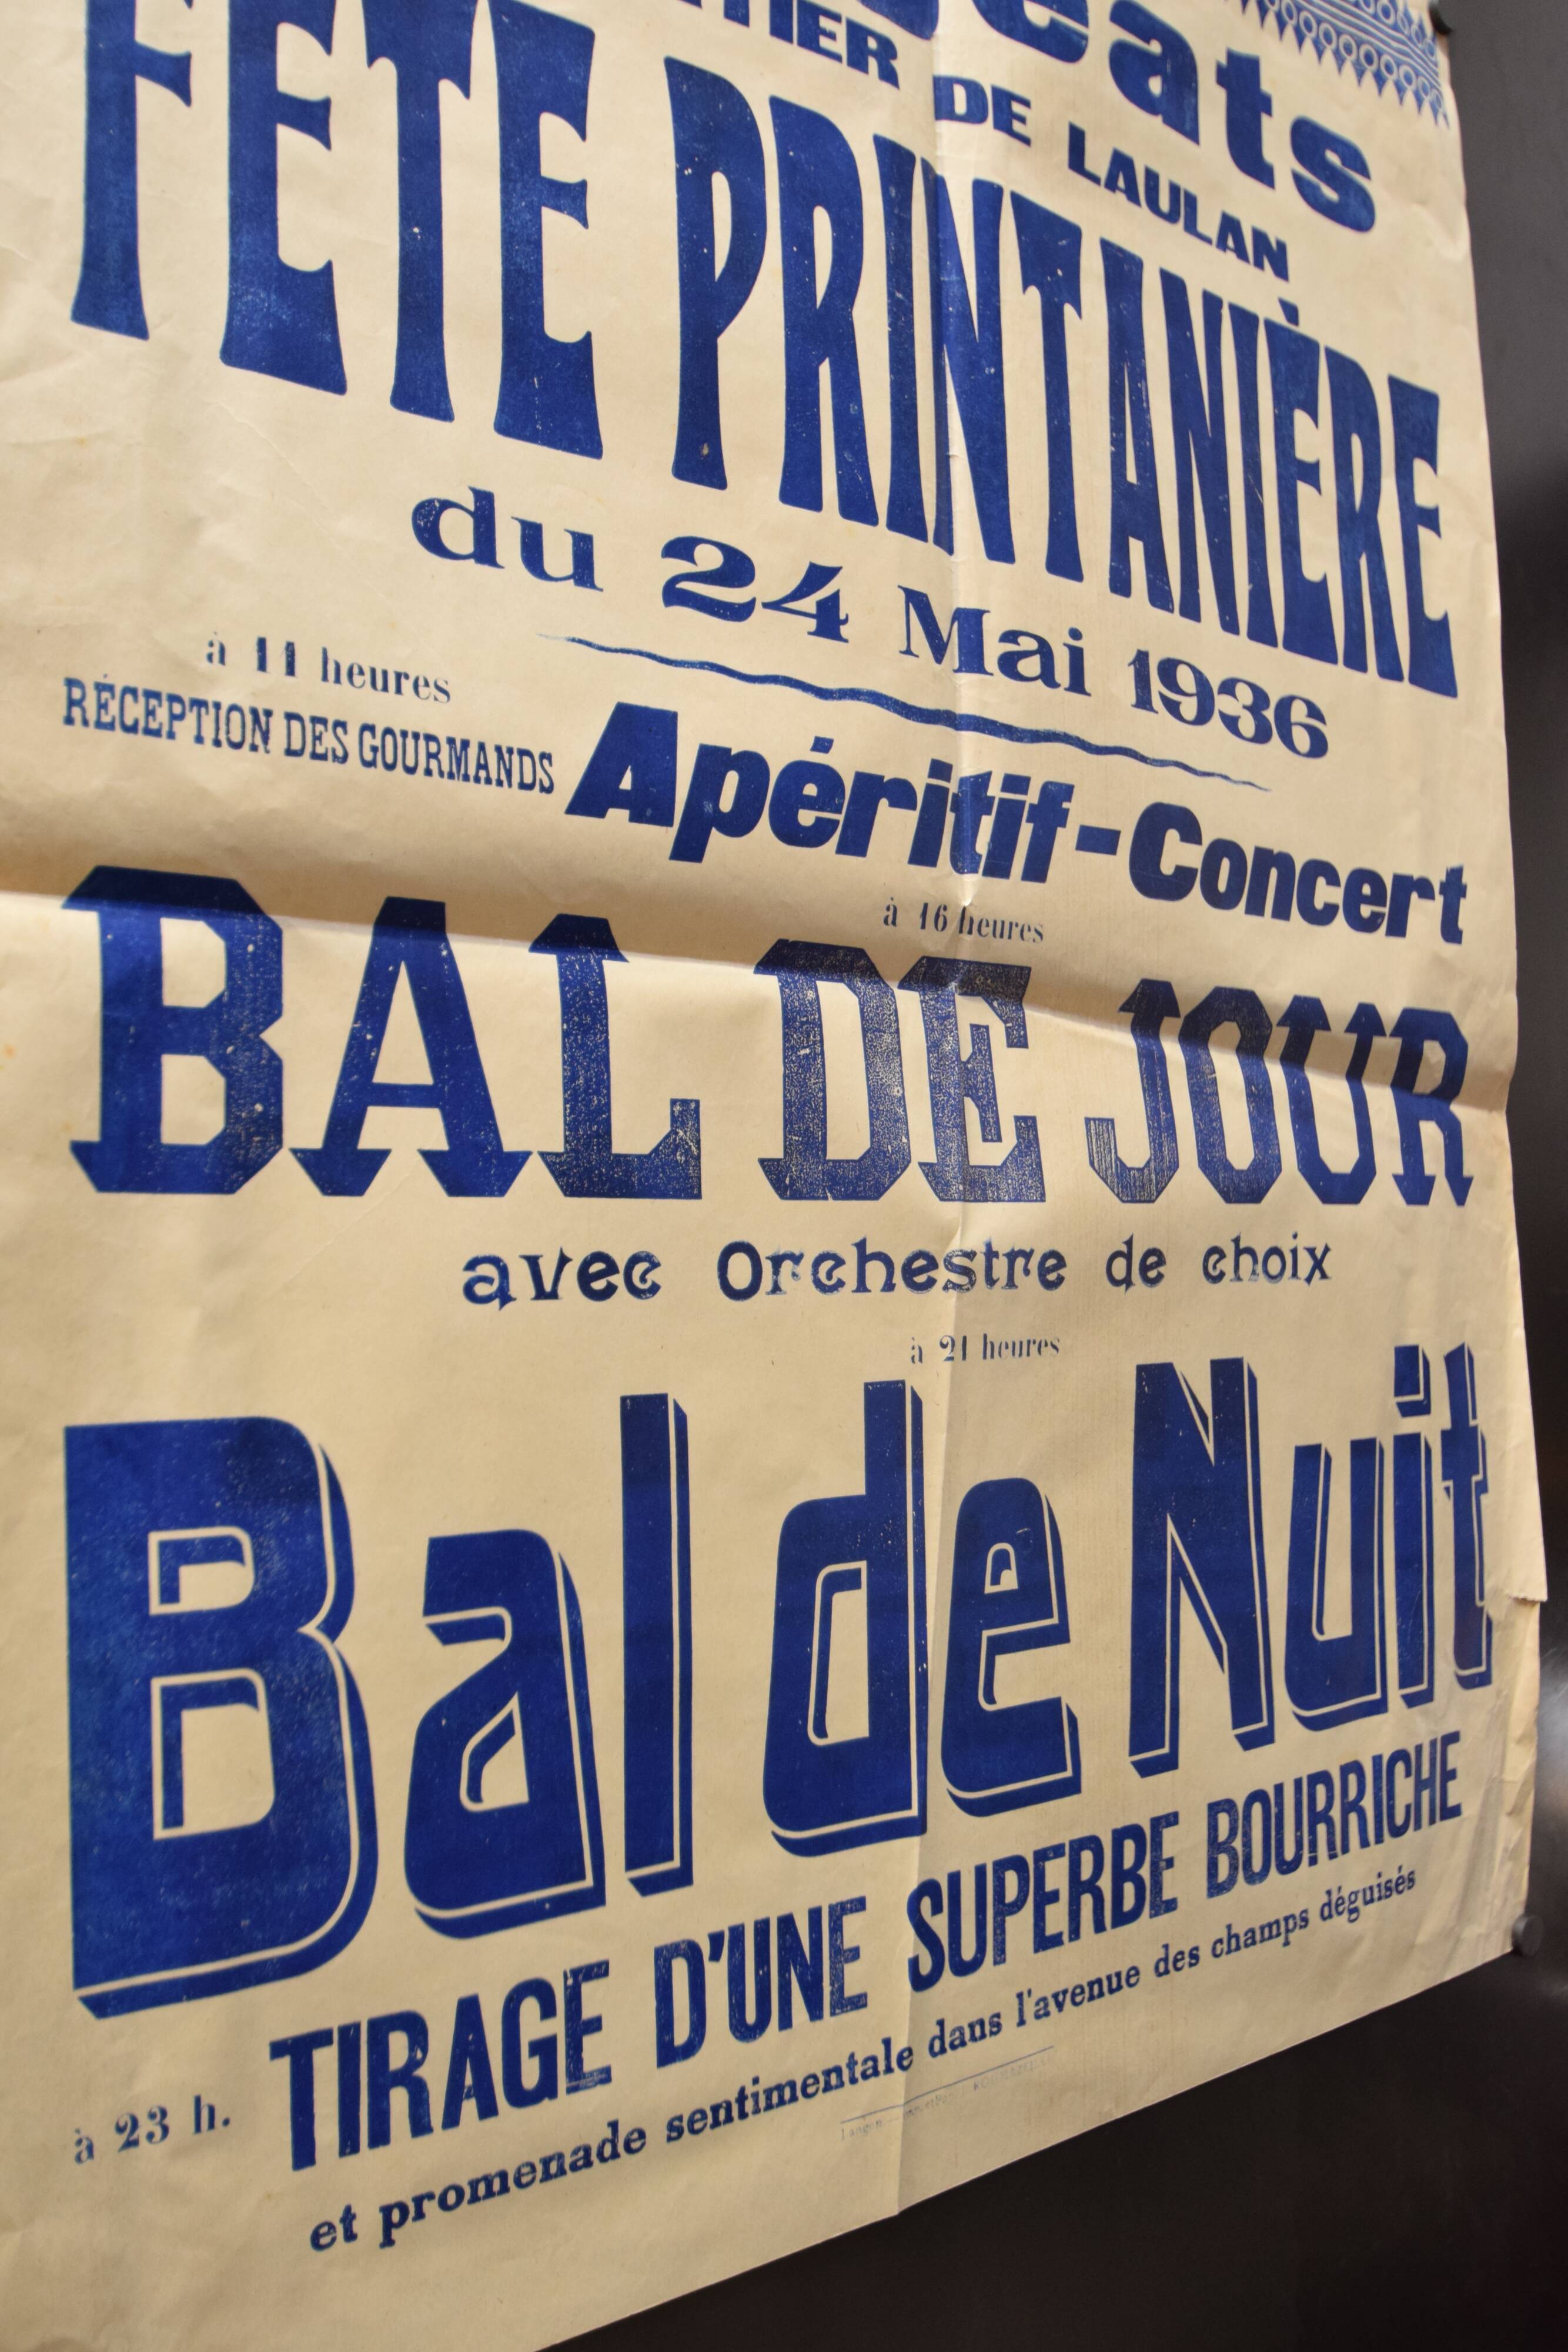 DE LAULAN
FETE PRINTANIÈRE
du 24 Mai 1936
à 11 heures
RÉCEPTION DES GOURMANDS Apéritif-Concert
à 16 heures
BAL DE JOUR
avec Orchestre de choix
à 21 heures
Bal de Nuit
à 23 h. TIRAGE D'UNE SUPERBE BOURRICHE
et promenade sentimentale dans l'avenue des champs déguisés